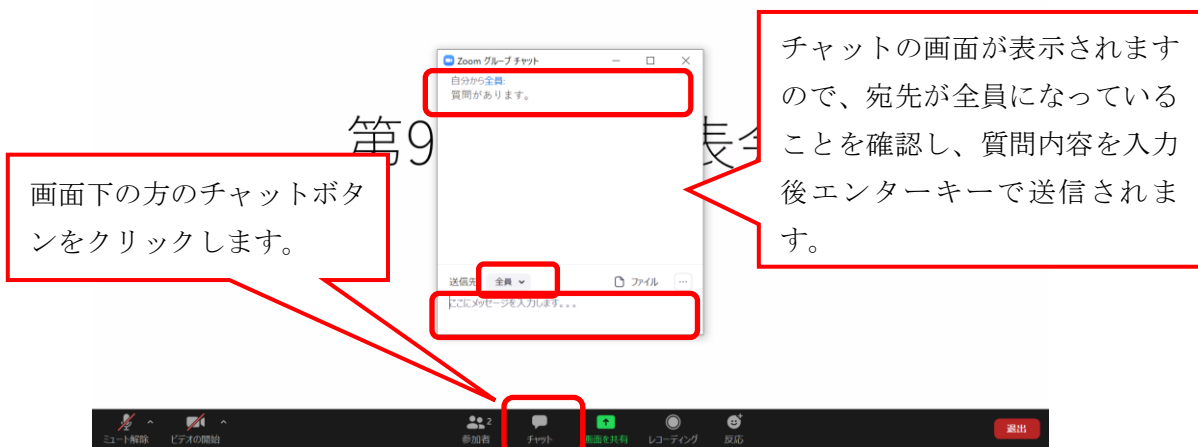 Zoom グループ チャット
自分から全員:
質問があります。
チャットの画面が表示されます
ので、宛先が全員になっている
ことを確認し、質問内容を入力
後エンターキーで送信されま
す。
第9
表
画面下の方のチャットボタ
ンをクリックします。
送信先
全員
ファイル
ここにメッセージを入力します。。。
ミュート解除
ビデオの開始
2
参加者
チャット
画面を共有
レコーディング
反応
退出